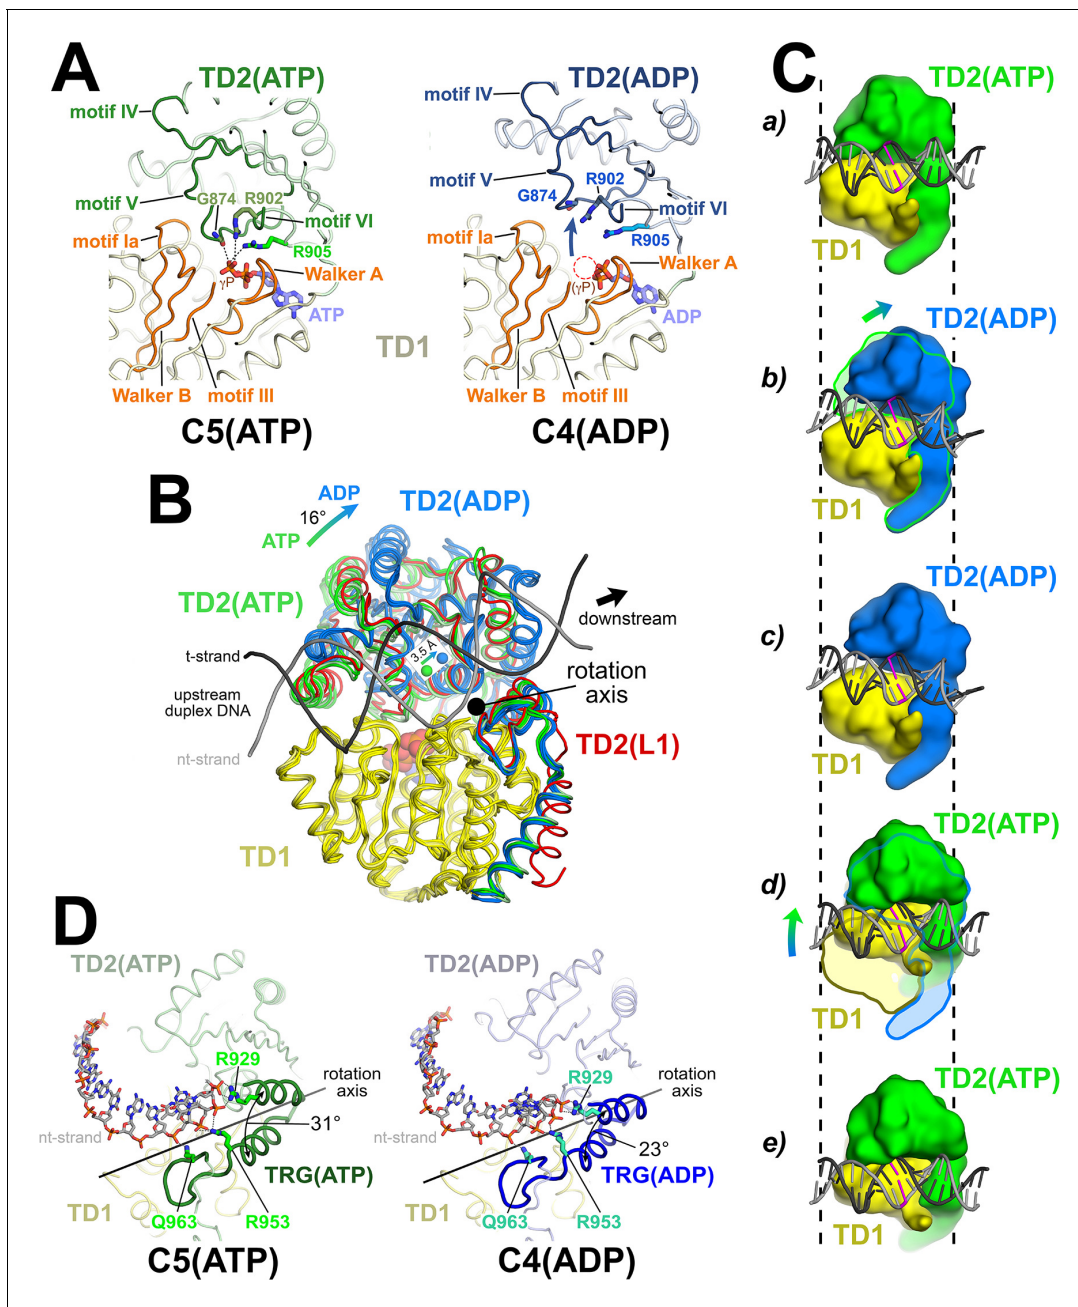 A
TD2(ATP)
motif IV
motif V
G874
R902
motif VI
motif Ia
R905
Walker A
γP
ATP
TD1
Walker B
motif III
C5(ATP)
TD2(ADP)
motif IV
motif V
R902
G874
motif VI
motif Ia
R905
Walker A
(γP)
ADP
Walker B
motif III
C4(ADP)
B
ADP
16°
ATP
TD2(ADP)
TD2(ATP)
downstream
t-strand
3.5 Å
rotation
axis
upstream
duplex DNA
nt-strand
TD2(L1)
TD1
C
TD2(ATP)
a)
TD1
TD2(ADP)
b)
TD1
TD2(ADP)
c)
TD1
TD2(ATP)
d)
TD1
TD2(ATP)
e)
TD1
D
TD2(ATP)
R929
rotation
axis
31°
nt-strand
TRG(ATP)
TD1
Q963
R953
C5(ATP)
TD2(ADP)
R929
rotation
axis
nt-strand
23°
TRG(ADP)
TD1
Q963
R953
C4(ADP)